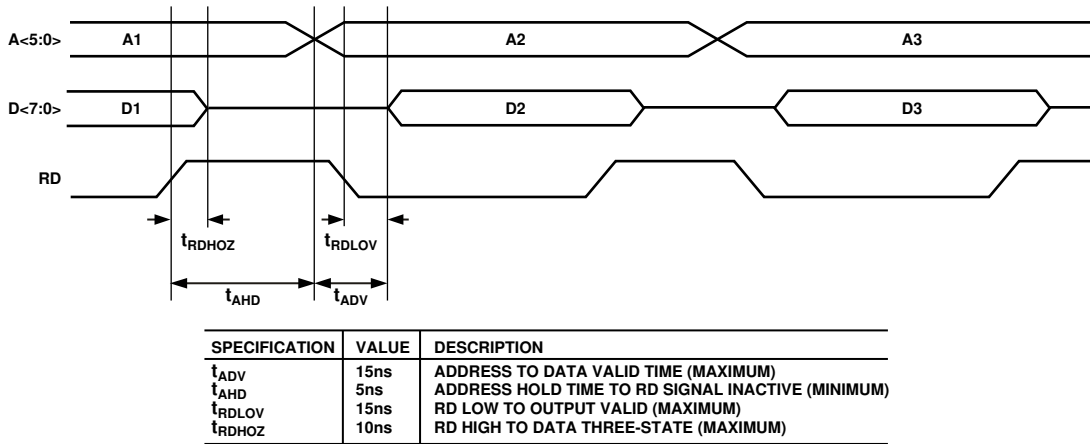 A<5:0> A1 A2 A3
D<7:0> D1 D2 D3
RD
tRDHOZ tRDLOV
tAHD tADV
SPECIFICATION VALUE DESCRIPTION
tADV 15ns ADDRESS TO DATA VALID TIME (MAXIMUM)
tAHD 5ns ADDRESS HOLD TIME TO RD SIGNAL INACTIVE (MINIMUM)
tRDLOV 15ns RD LOW TO OUTPUT VALID (MAXIMUM)
tRDHOZ 10ns RD HIGH TO DATA THREE-STATE (MAXIMUM)